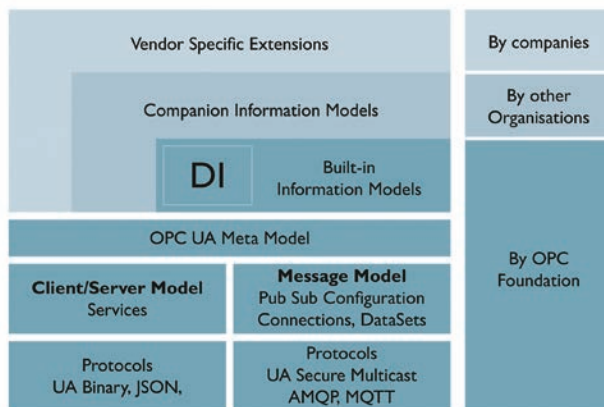 Vendor Specific Extensions
By companies
Companion Information Models
By other
Organisations
DI
Built-in
Information Models
OPC UA Meta Model
By OPC
Foundation
Client/Server Model
Services
Message Model
Pub Sub Configuration
Connections, DataSets
Protocols
UA Binary, JSON,
Protocols
UA Secure Multicast
AMQP, MQTT